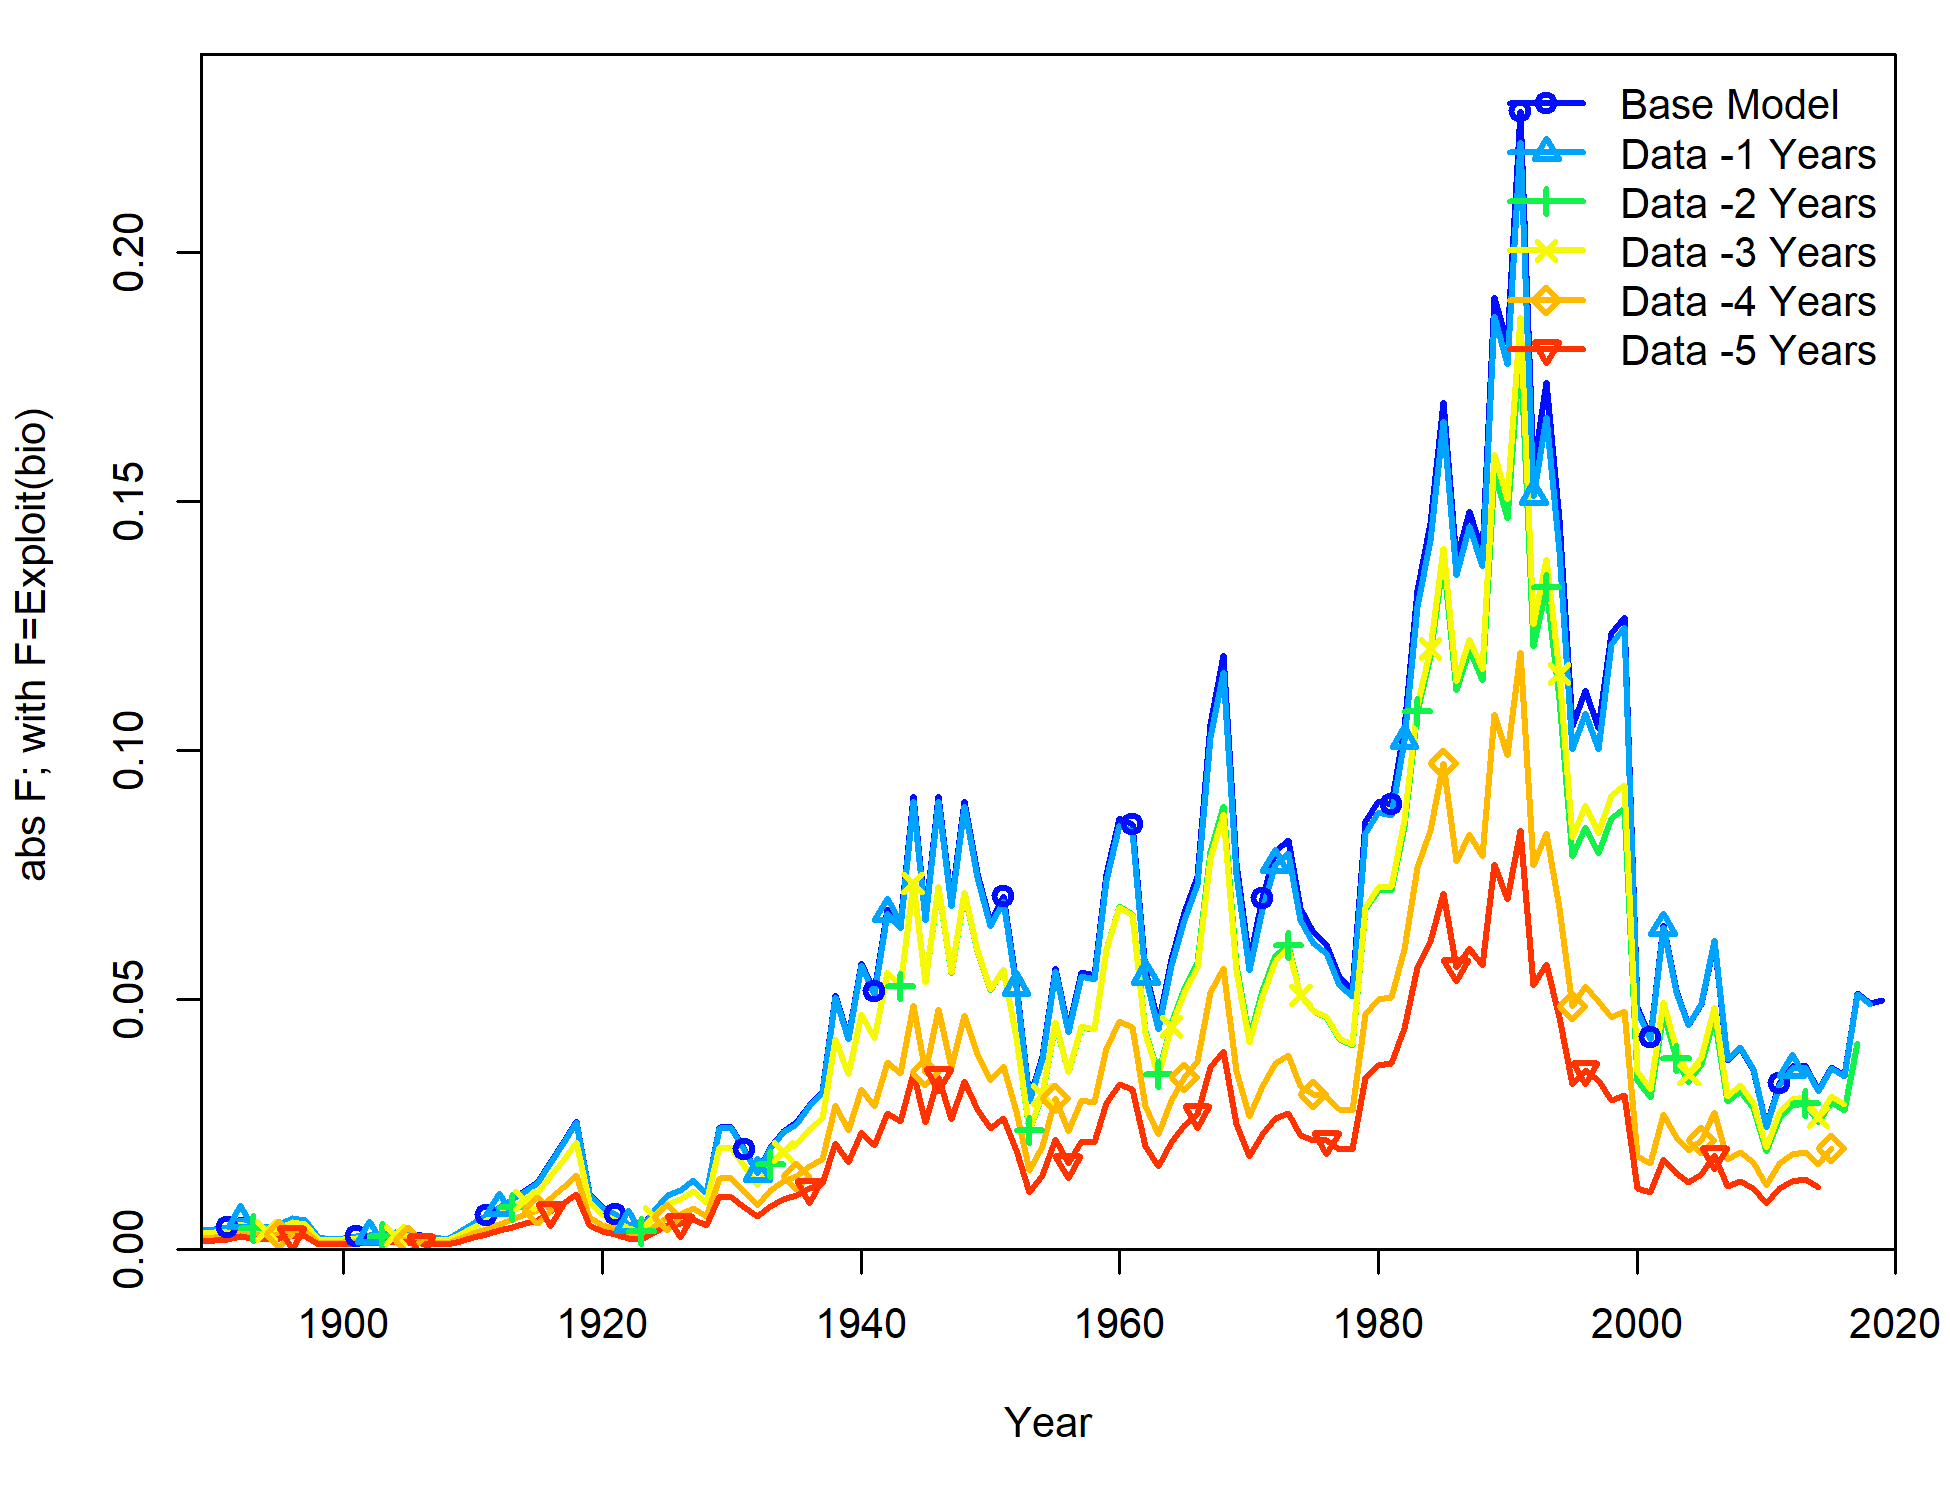 abs F; with F=Exploit(bio)
0.20
0.15
0.10
0.05
0.00
Base Model
Data -1 Years
Data -2 Years
Data -3 Years
Data -4 Years
Data -5 Years
1900 1920 1940 1960 1980 2000 2020
Year